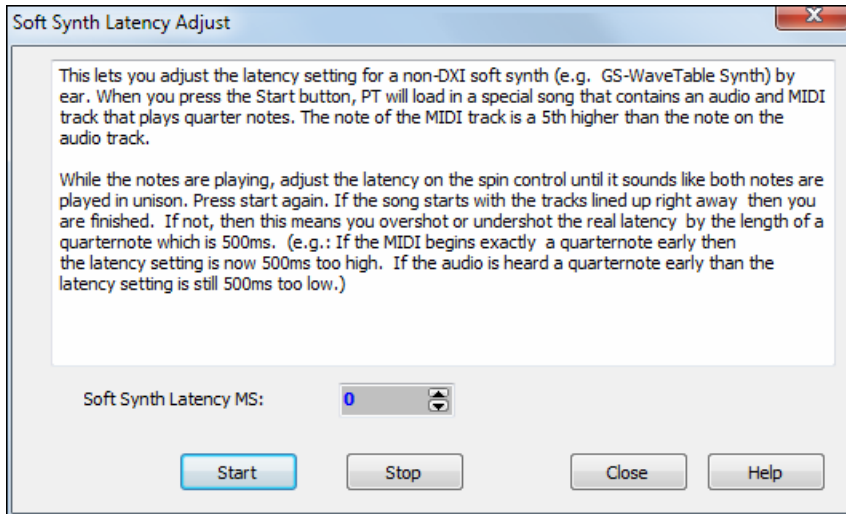 Soft Synth Latency Adjust
This lets you adjust the latency setting for a non-DXI soft synth (e.g. GS-WaveTable Synth) by
ear. When you press the Start button, PT will load in a special song that contains an audio and MIDI
track that plays quarter notes. The note of the MIDI track is a 5th higher than the note on the
audio track.
While the notes are playing, adjust the latency on the spin control until it sounds like both notes are
played in unison. Press start again. If the song starts with the tracks lined up right away then you
are finished. If not, then this means you overshot or undershot the real latency by the length of a
quarternote which is 500ms. (e.g.: If the MIDI begins exactly a quarternote early then
the latency setting is now 500ms too high. If the audio is heard a quarternote early than the
latency setting is still 500ms too low.)
Soft Synth Latency MS: 0
Start Stop Close Help